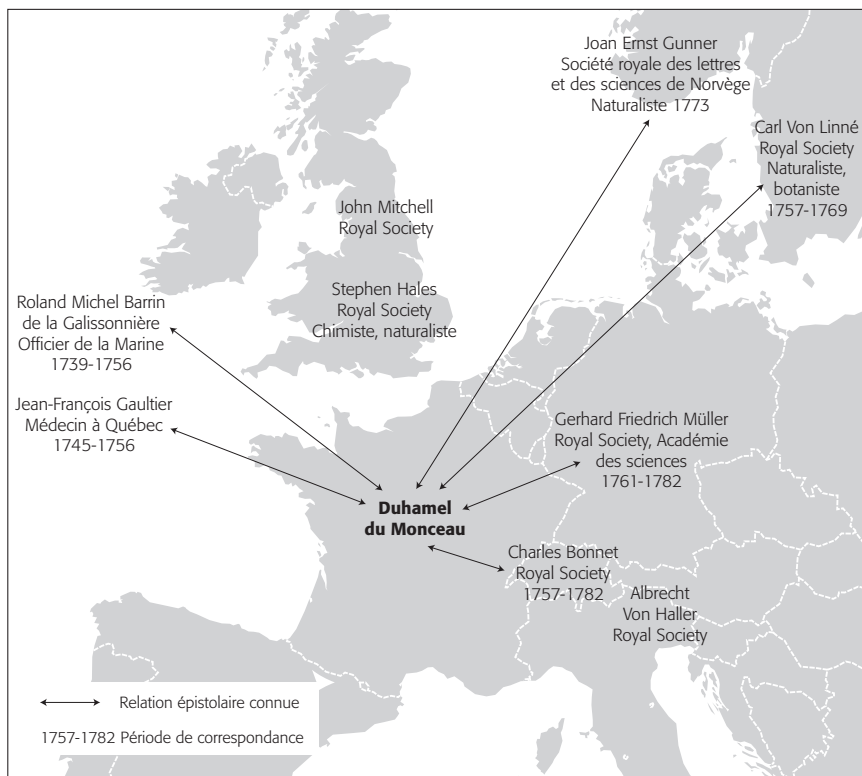 Joan Ernst Gunner
Société royale des lettres
et des sciences de Norvège
Naturaliste 1773
Carl Von Linné
Royal Society
Naturaliste,
botaniste
1757-1769
John Mitchell
Royal Society
Stephen Hales
Royal Society
Chimiste, naturaliste
Roland Michel Barrin
de la Galissonnière
Officier de la Marine
1739-1756
Jean-François Gaultier
Médecin à Québec
1745-1756
Gerhard Friedrich Müller
Royal Society, Académie
des sciences
1761-1782
Duhamel
du Monceau
Charles Bonnet
Royal Society
1757-1782
Albrecht
Von Haller
Royal Society
Relation épistolaire connue
1757-1782 Période de correspondance